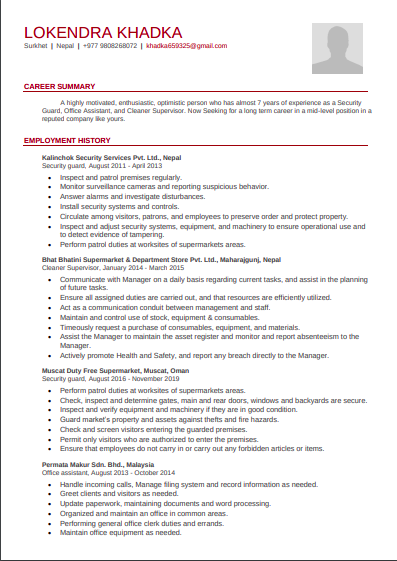 LOKENDRA KHADKA
Surkhet | Nepal | +977 9808268072 | khadka659325@gmail.com
CAREER SUMMARY
A highly motivated, enthusiastic, optimistic person who has almost 7 years of experience as a Security
Guard, Office Assistant, and Cleaner Supervisor. Now Seeking for a long term career in a mid-level position in a
reputed company like yours.
EMPLOYMENT HISTORY
Kalinchok Security Services Pvt. Ltd., Nepal
Security guard, August 2011 - April 2013
• Inspect and patrol premises regularly.
• Monitor surveillance cameras and reporting suspicious behavior.
• Answer alarms and investigate disturbances.
• Install security systems and controls.
• Circulate among visitors, patrons, and employees to preserve order and protect property.
• Inspect and adjust security systems, equipment, and machinery to ensure operational use and
to detect evidence of tampering.
• Perform patrol duties at worksites of supermarkets areas.
Bhat Bhatini Supermarket & Department Store Pvt. Ltd., Maharajgunj, Nepal
Cleaner Supervisor, January 2014 - March 2015
• Communicate with Manager on a daily basis regarding current tasks, and assist in the planning
of future tasks.
• Ensure all assigned duties are carried out, and that resources are efficiently utilized.
• Act as a communication conduit between management and staff.
• Maintain and control use of stock, equipment & consumables.
• Timeously request a purchase of consumables, equipment, and materials.
• Assist the Manager to maintain the asset register and monitor and report absenteeism to the
Manager.
• Actively promote Health and Safety, and report any breach directly to the Manager.
Muscat Duty Free Supermarket, Muscat, Oman
Security guard, August 2016 - November 2019
• Perform patrol duties at worksites of supermarkets areas.
• Check, inspect and determine gates, main and rear doors, windows and backyards are secure.
• Inspect and verify equipment and machinery if they are in good condition.
• Guard market's property and assets against thefts and fire hazards.
• Check and screen visitors entering the guarded premises.
• Permit only visitors who are authorized to enter the premises.
• Ensure that employees do not carry in or carry out any forbidden articles or items.
Permata Makur Sdn. Bhd., Malaysia
Office assistant, August 2013 - October 2014
• Handle incoming calls, Manage filing system and record information as needed.
• Greet clients and visitors as needed.
• Update paperwork, maintaining documents and word processing.
• Organized and maintain an office in common areas.
• Performing general office clerk duties and errands.
• Maintain office equipment as needed.